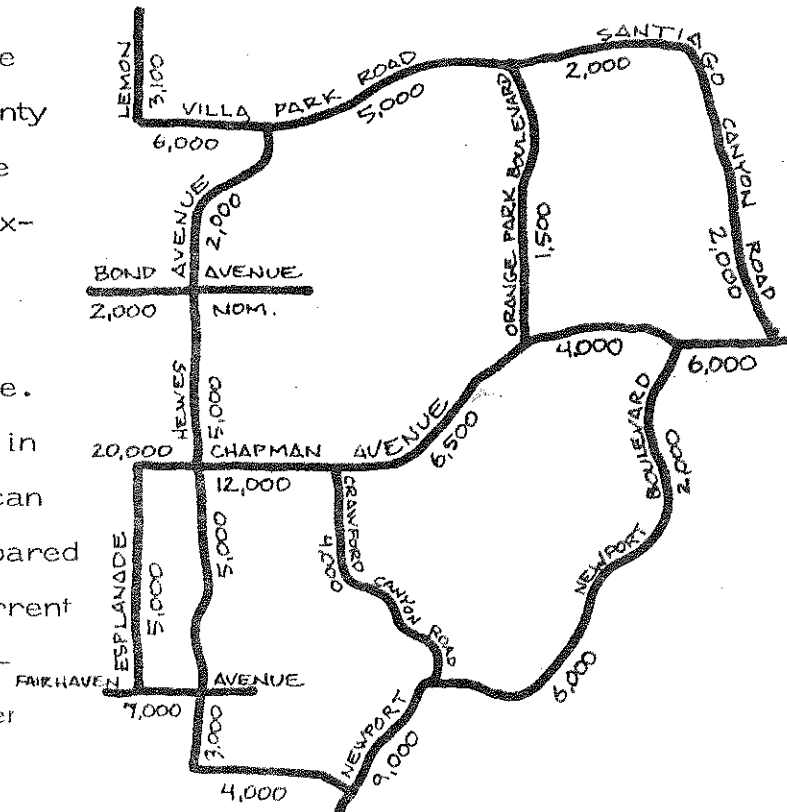 e
nty
e
x-
e.
in
can
pared
rrent
-
er
LEMON
3,100
VILLA PARK ROAD
6,000
5,000
SANTIAGO CANYON ROAD
2,000
2,000
HEWES AVENUE
2,000
ORANGE PARK BOULEVARD
1,500
BOND AVENUE
2,000
NOM.
4,000
6,000
5,000
20,000
CHAPMAN AVENUE
12,000
6,500
NEWPORT BOULEVARD
2,000
CRAWFORD CANYON ROAD
4,000
ESPLANADE
5,000
5,000
6,000
FAIRHAVEN AVENUE
7,000
3,000
NEWPORT
9,000
4,000